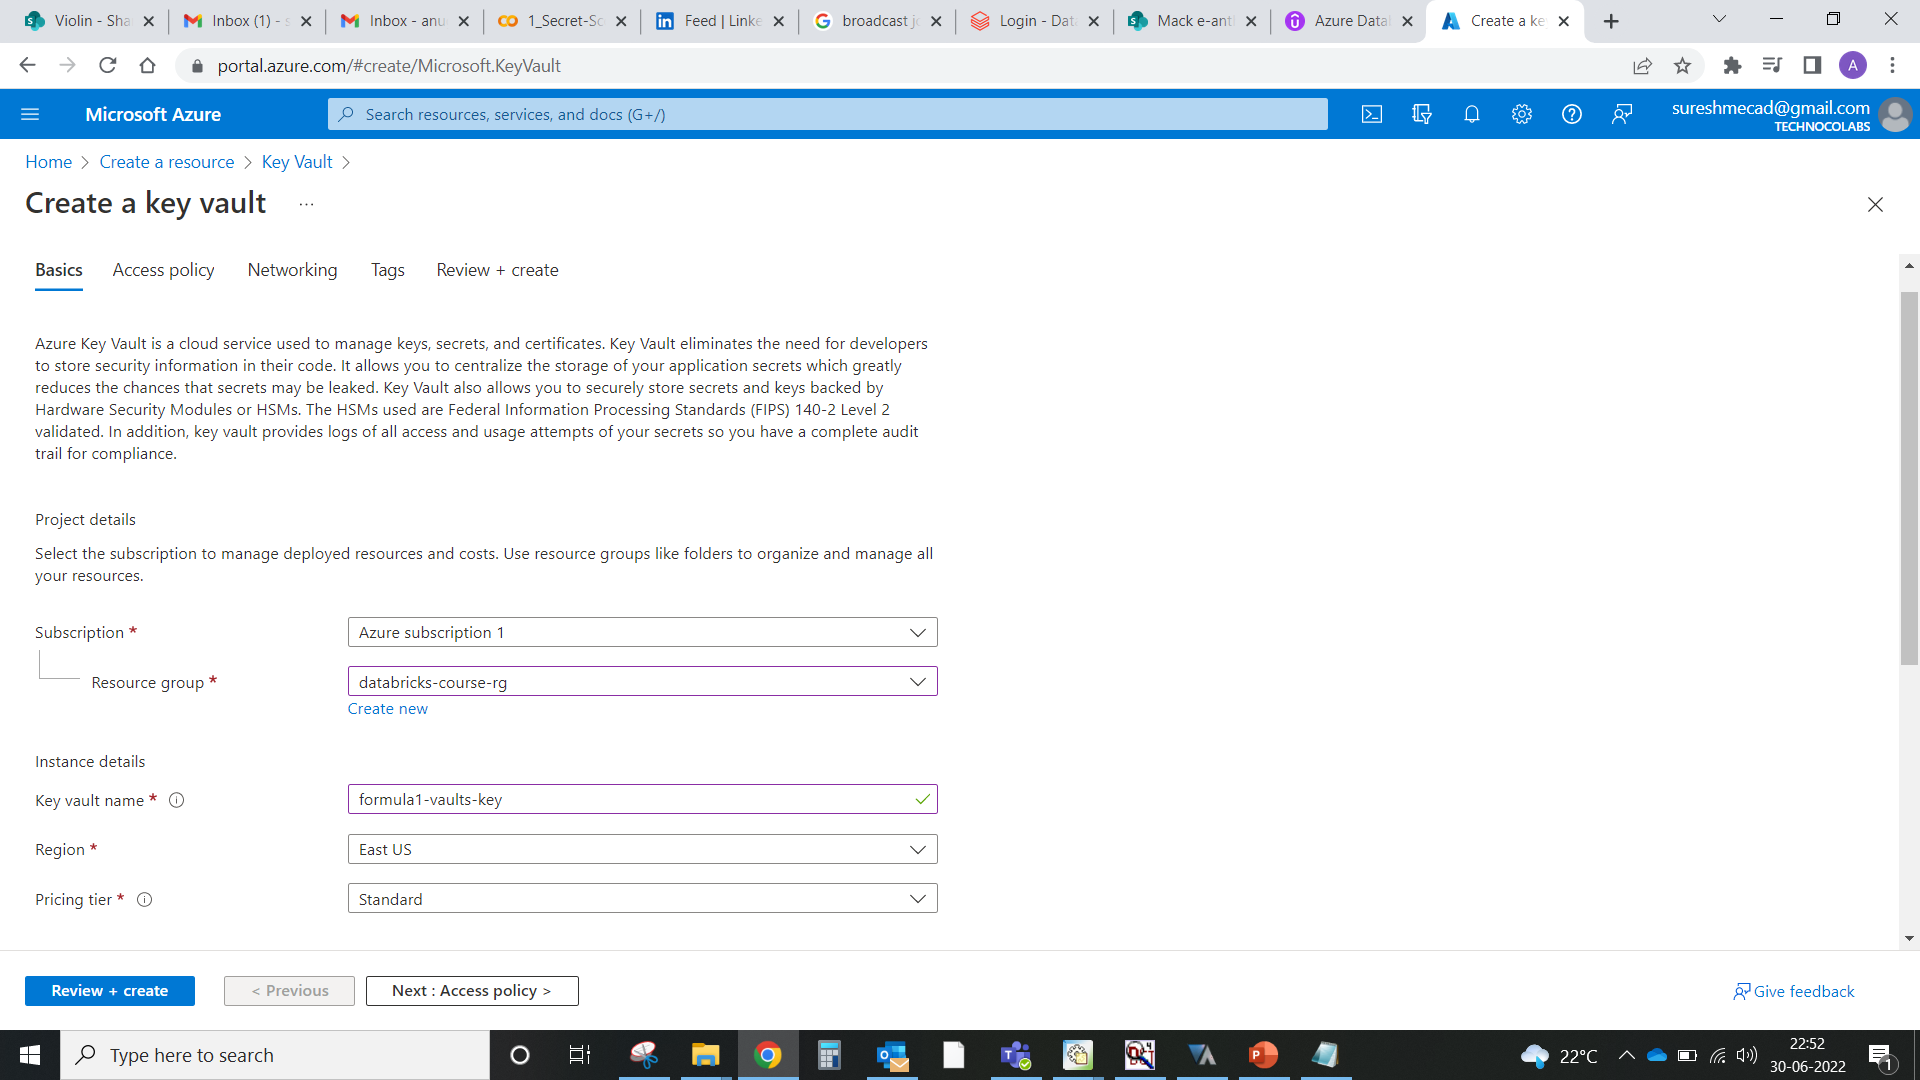 Violin - Sha
Inbox (1) - s
Inbox - anu
1_Secret-Sc
Feed | Linke
broadcast jo
Login - Data
Mack e-anth
Azure Datab
Create a key
portal.azure.com/#create/Microsoft.KeyVault
A
Microsoft Azure
Search resources, services, and docs (G+/)
sureshmecad@gmail.com
TECHNOCOLABS
Home > Create a resource > Key Vault >
Create a key vault ...
Basics
Access policy
Networking
Tags
Review + create
Azure Key Vault is a cloud service used to manage keys, secrets, and certificates. Key Vault eliminates the need for developers
to store security information in their code. It allows you to centralize the storage of your application secrets which greatly
reduces the chances that secrets may be leaked. Key Vault also allows you to securely store secrets and keys backed by
Hardware Security Modules or HSMs. The HSMs used are Federal Information Processing Standards (FIPS) 140-2 Level 2
validated. In addition, key vault provides logs of all access and usage attempts of your secrets so you have a complete audit
trail for compliance.
Project details
Select the subscription to manage deployed resources and costs. Use resource groups like folders to organize and manage all
your resources.
Subscription *
Azure subscription 1
Resource group *
databricks-course-rg
Create new
Instance details
Key vault name *
formula1-vaults-key
Region *
East US
Pricing tier *
Standard
Review + create
< Previous
Next : Access policy >
Give feedback
Type here to search
22°C
22:52
30-06-2022
1